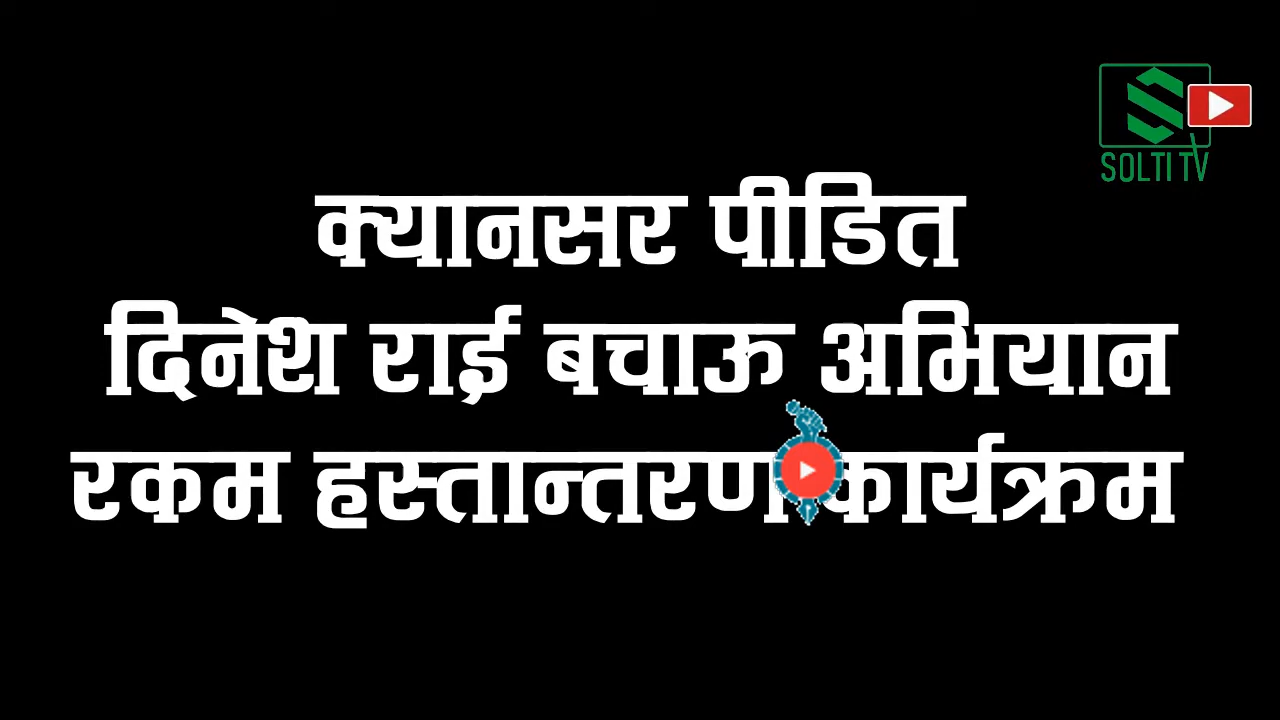 SOLTI TV
क्यानसर पीडित
दिनेश राई बचाऊ अभियान
रकम हस्तान्तरण कार्यक्रम